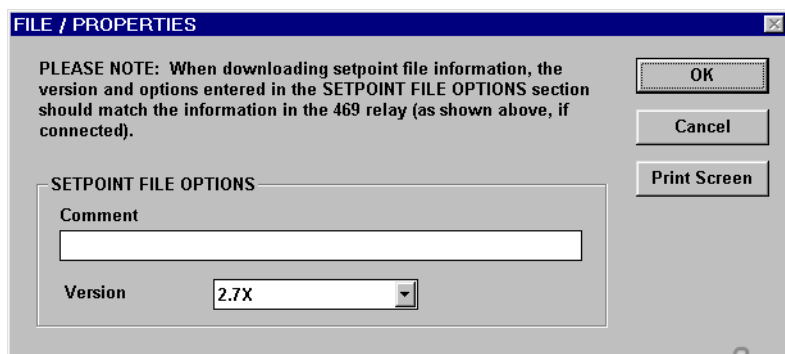 FILE / PROPERTIES
PLEASE NOTE: When downloading setpoint file information, the
version and options entered in the SETPOINT FILE OPTIONS section
should match the information in the 469 relay (as shown above, if
connected).
OK
Cancel
Print Screen
SETPOINT FILE OPTIONS
Comment
Version
2.7X